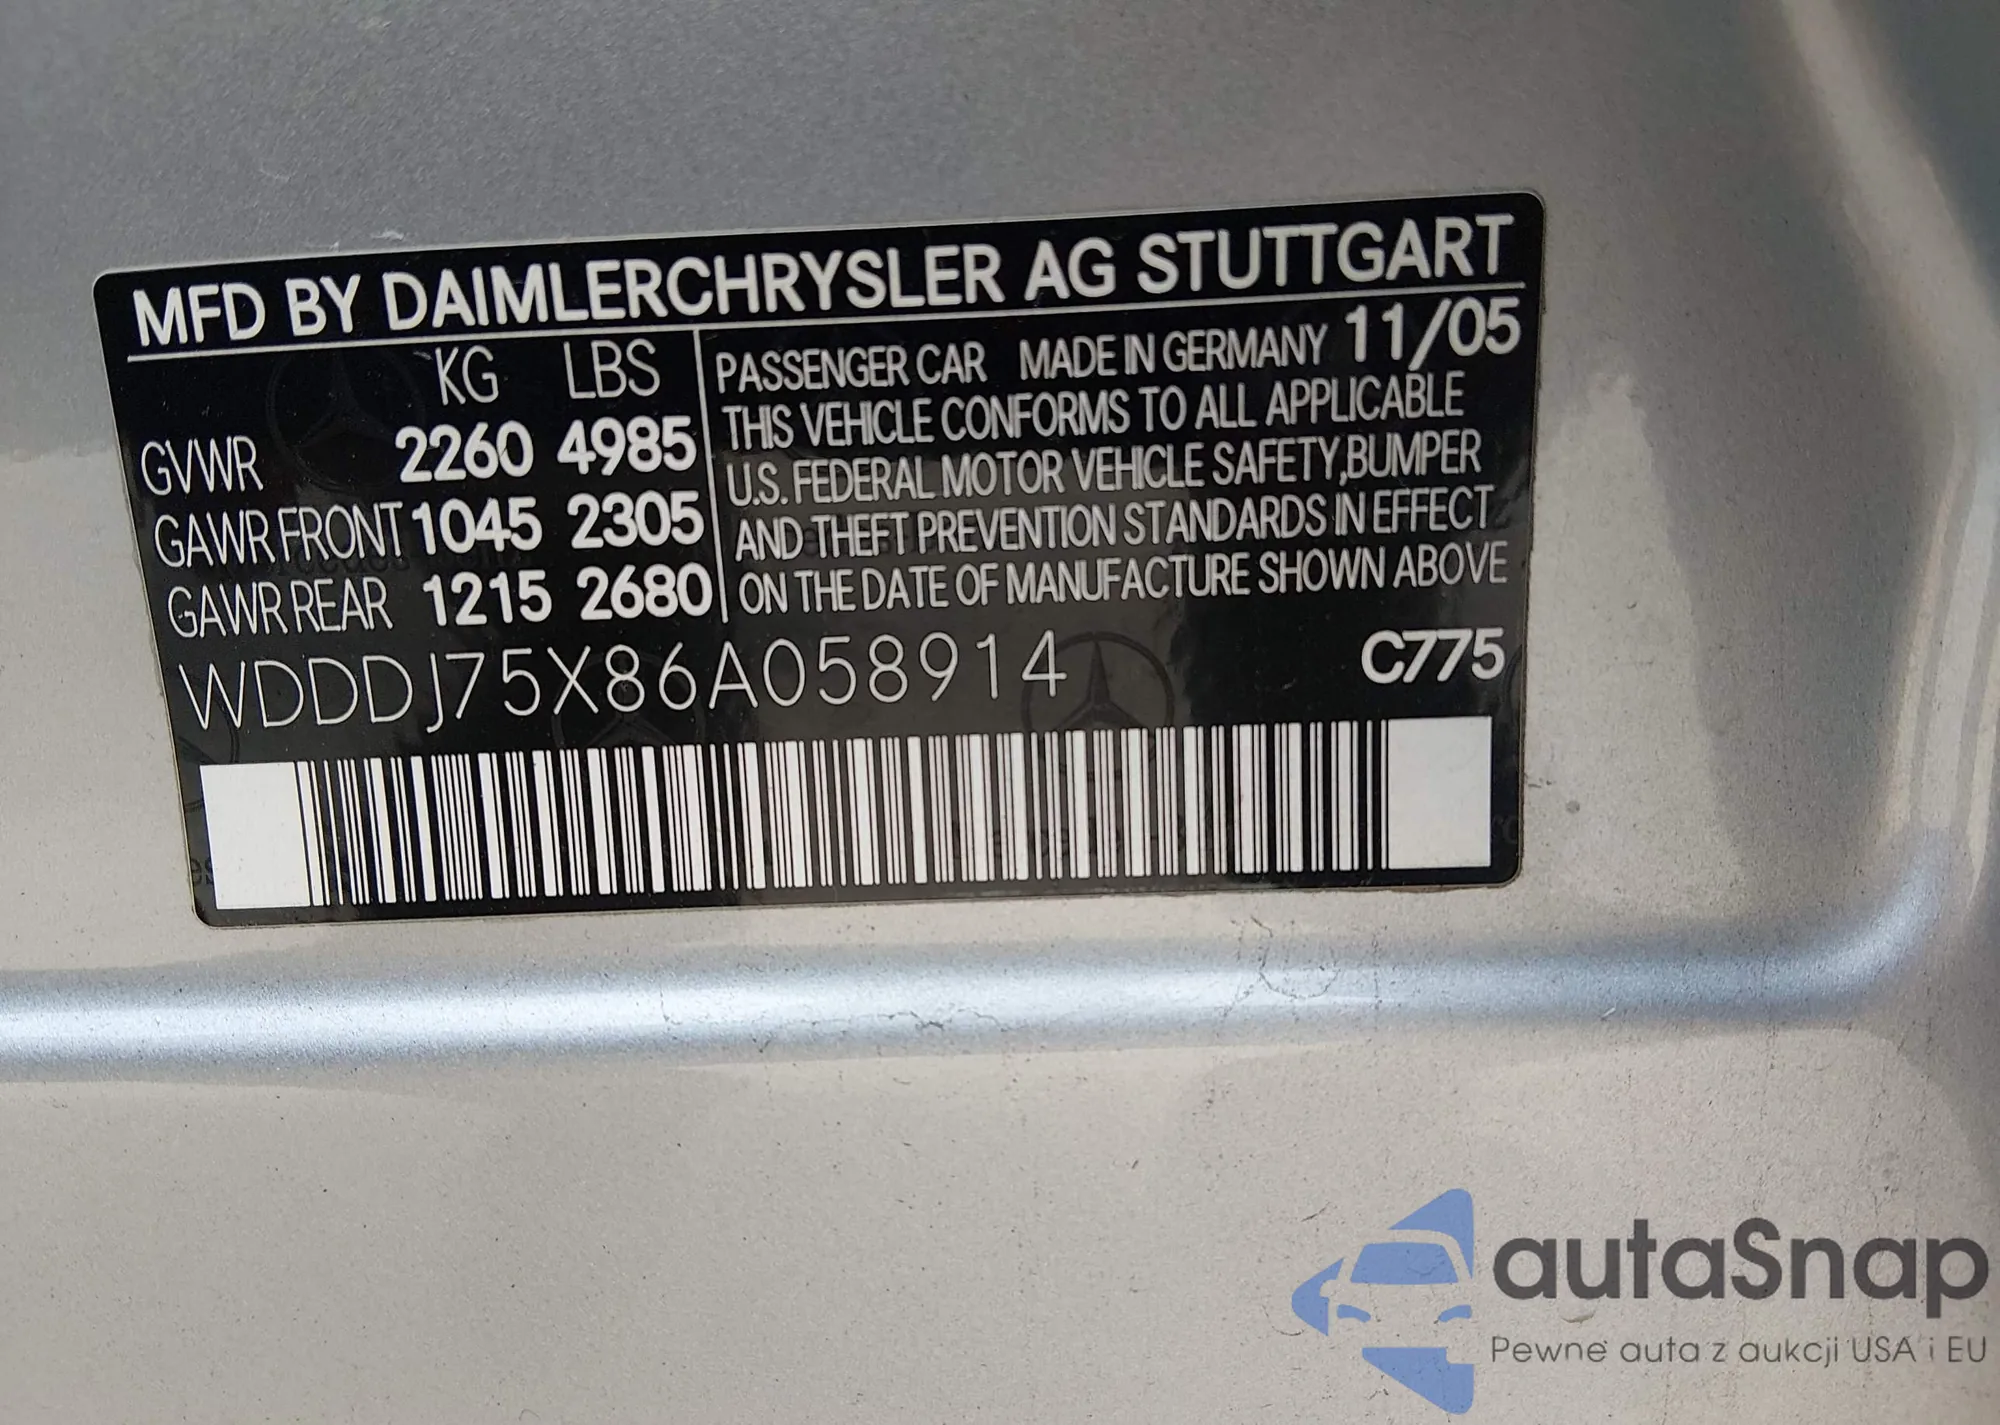 MFD BY DAIMLERCHRYSLER AG STUTTGART
KG LBS
GVWR 2260 4985
GAWR FRONT 1045 2305
GAWR REAR 1215 2680
PASSENGER CAR MADE IN GERMANY 11/05
THIS VEHICLE CONFORMS TO ALL APPLICABLE
U.S. FEDERAL MOTOR VEHICLE SAFETY,BUMPER
AND THEFT PREVENTION STANDARDS IN EFFECT
ON THE DATE OF MANUFACTURE SHOWN ABOVE
WDDDJ75X86A058914 C775
autaSnap
Pewne auta z aukcji USA i EU